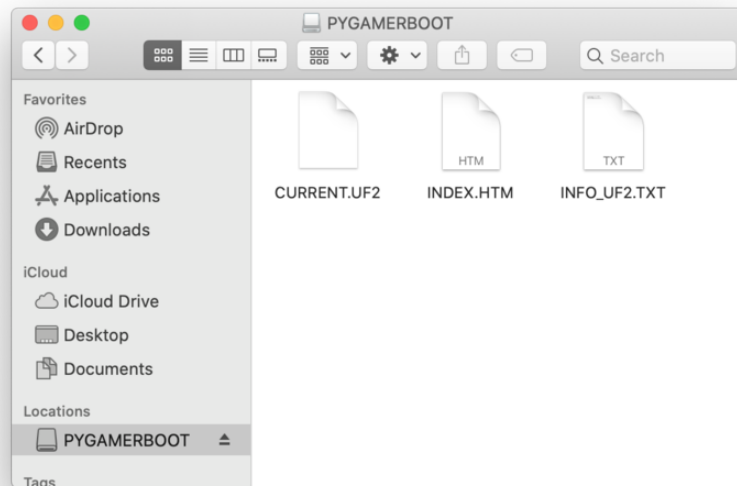 PYGAMERBOOT
Search
Favorites
AirDrop
Recents
Applications
Downloads
iCloud
iCloud Drive
Desktop
Documents
Locations
PYGAMERBOOT
Tags
HTM
TXT
CURRENT.UF2
INDEX.HTM
INFO_UF2.TXT